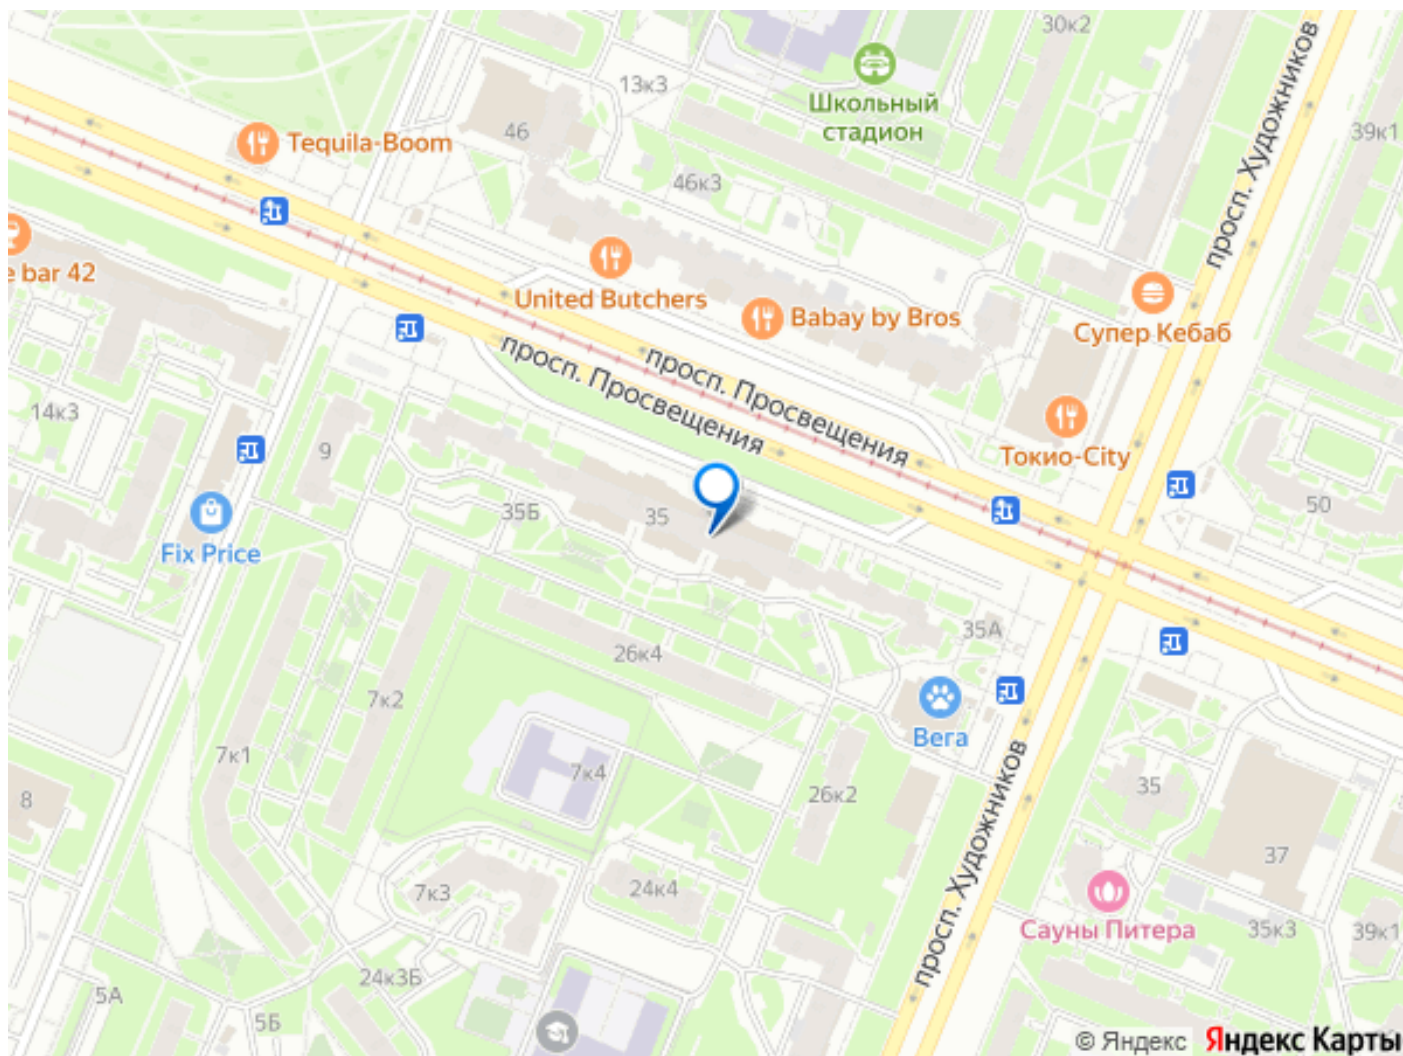 30к2
просп. Художников
Школьный
стадион
13к3
39к1
Tequila-Boom
46
46к3
e bar 42
United Butchers
Babay by Bros
Супер Кебаб
просп. Просвещения
просп. Просвещения
14к3
9
Токио-City
50
35Б
35
Fix Price
35А
26к4
7к2
Вега
7к1
7к4
26к2
35
8
просп. Художников
37
7к3
24к4
Сауны Питера
35к3
39к1
24к3Б
5А
5Б
© Яндекс Яндекс Карты